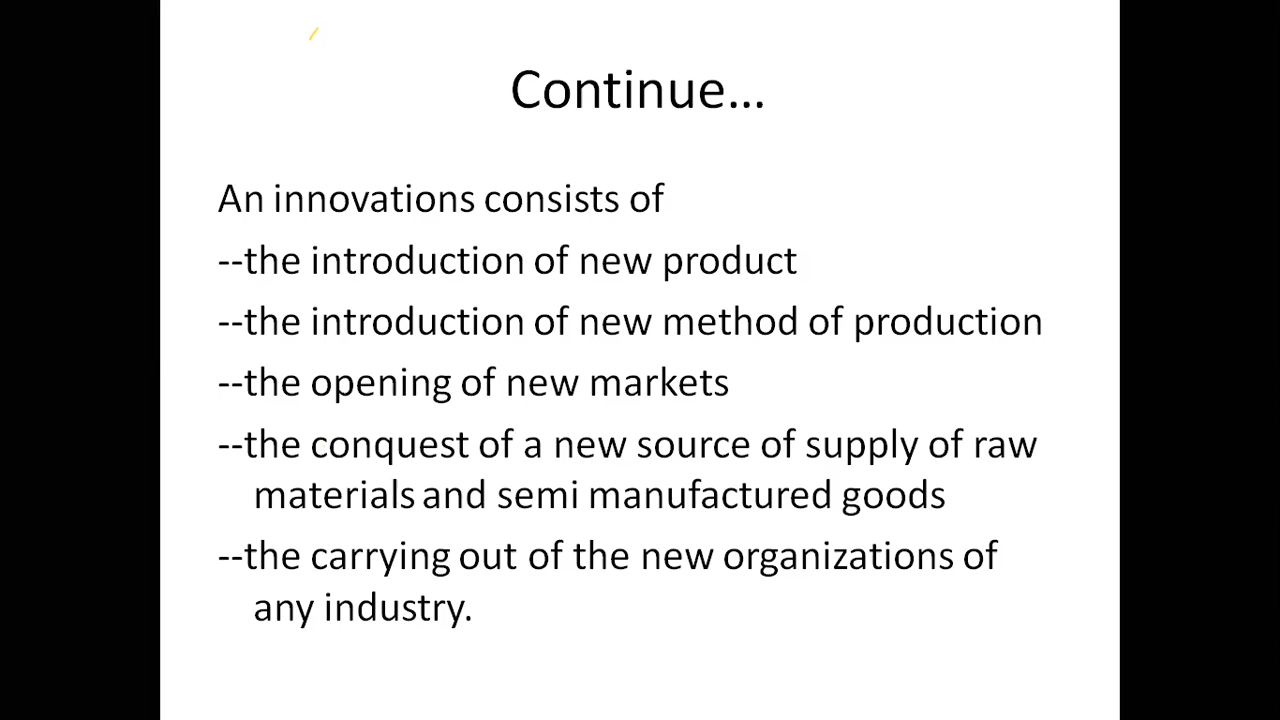 Continue...
An innovations consists of
--the introduction of new product
--the introduction of new method of production
--the opening of new markets
--the conquest of a new source of supply of raw
materials and semi manufactured goods
--the carrying out of the new organizations of
any industry.